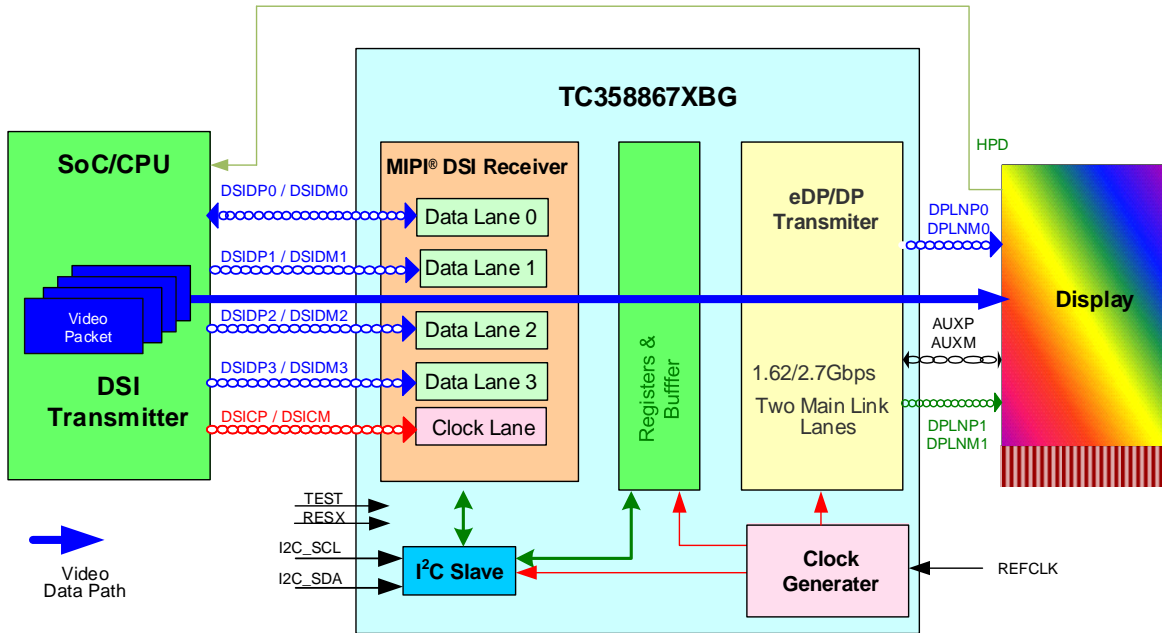 TC358867XBG
SoC/CPU
DSI
Transmitter
Video
Packet
DSIDP0 / DSIDM0
DSIDP1 / DSIDM1
DSIDP2 / DSIDM2
DSIDP3 / DSIDM3
DSICP / DSICM
MIPI® DSI Receiver
Data Lane 0
Data Lane 1
Data Lane 2
Data Lane 3
Clock Lane
Registers &
Bufffer
eDP/DP
Transmiter
1.62/2.7Gbps
Two Main Link
Lanes
HPD
DPLNP0
DPLNM0
Display
AUXP
AUXM
DPLNP1
DPLNM1
TEST
RESX
I2C_SCL
I2C_SDA
I²C Slave
Clock
Generater
REFCLK
Video
Data Path